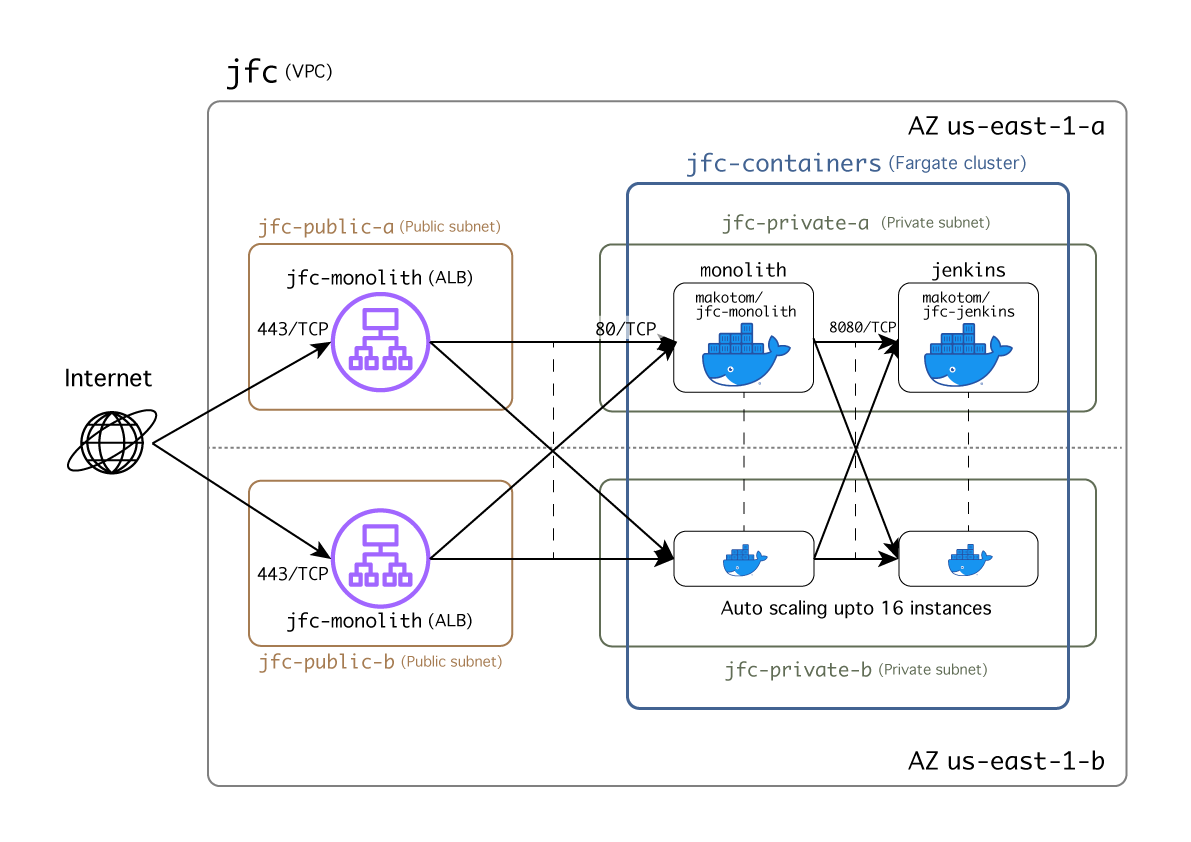 jfc (VPC)
AZ us-east-1-a
jfc-containers (Fargate cluster)
jfc-public-a (Public subnet)
jfc-private-a (Private subnet)
jfc-monolith (ALB)
monolith
jenkins
makotom/
jfc-monolith
makotom/
jfc-jenkins
443/TCP
80/TCP
8080/TCP
Internet
443/TCP
jfc-monolith (ALB)
Auto scaling upto 16 instances
jfc-public-b (Public subnet)
jfc-private-b (Private subnet)
AZ us-east-1-b